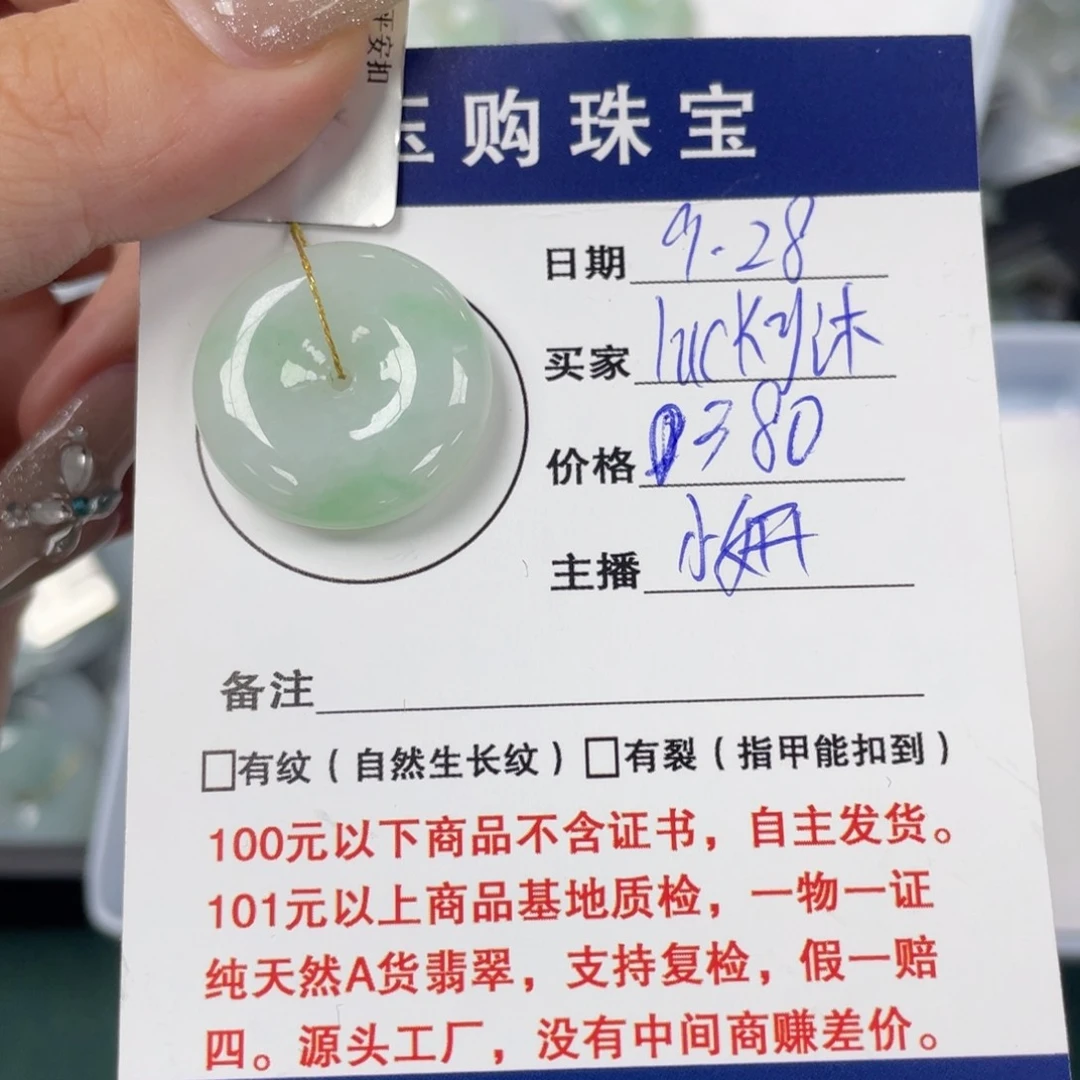 平安扣
玉购珠宝
日期 9.28
买家 lucky沐
价格 380
主播 小姗
备注
□有纹（自然生长纹）□有裂（指甲能扣到）
100元以下商品不含证书，自主发货。
101元以上商品基地质检，一物一证
纯天然A货翡翠，支持复检，假一赔
四。源头工厂，没有中间商赚差价。